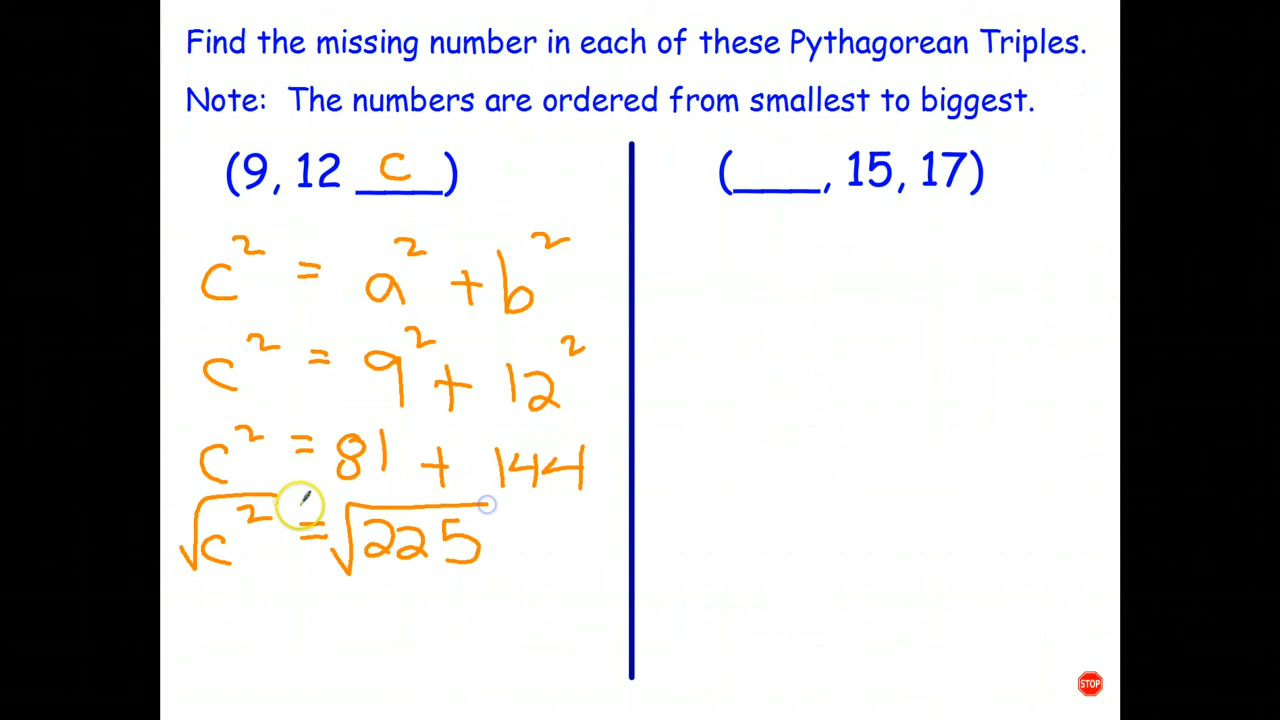 Find the missing number in each of these Pythagorean Triples.
Note: The numbers are ordered from smallest to biggest.
(9, 12 c)
c² = a² + b²
c² = 9² + 12²
c² = 81 + 144
√c² = √225
(____, 15, 17)
STOP